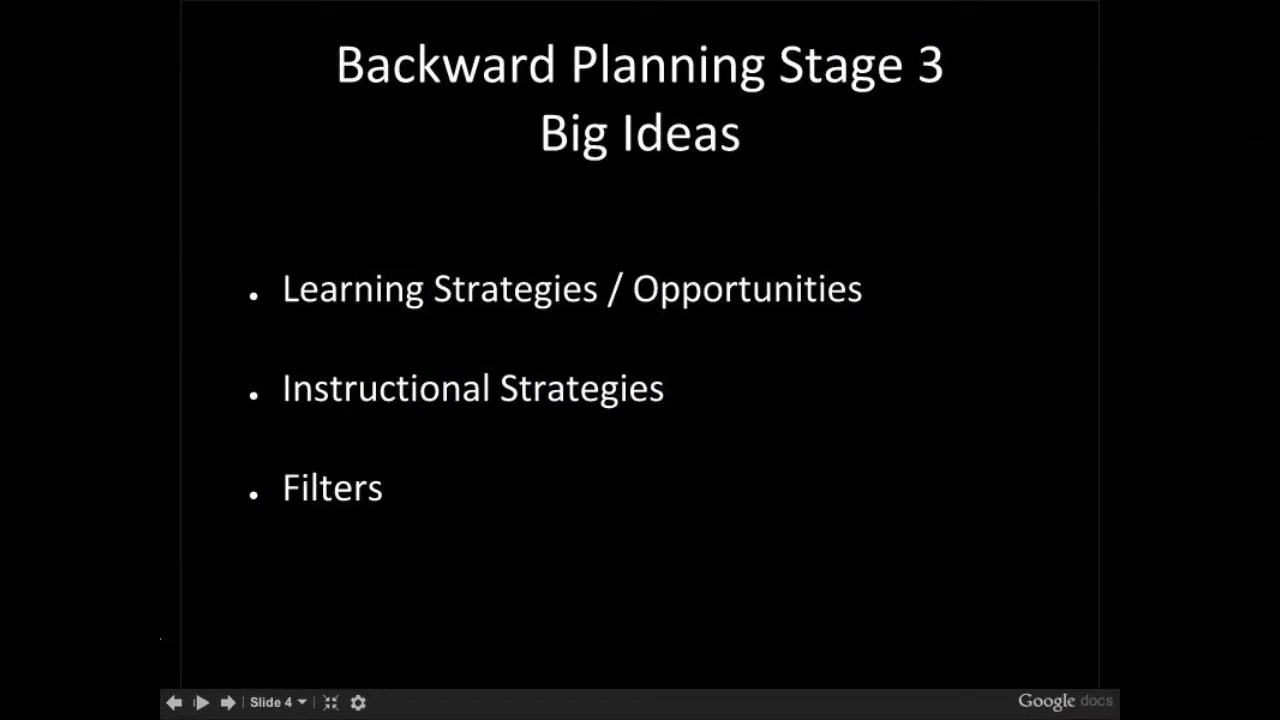 Backward Planning Stage 3
Big Ideas
Learning Strategies / Opportunities
Instructional Strategies
Filters
Slide 4
Google docs